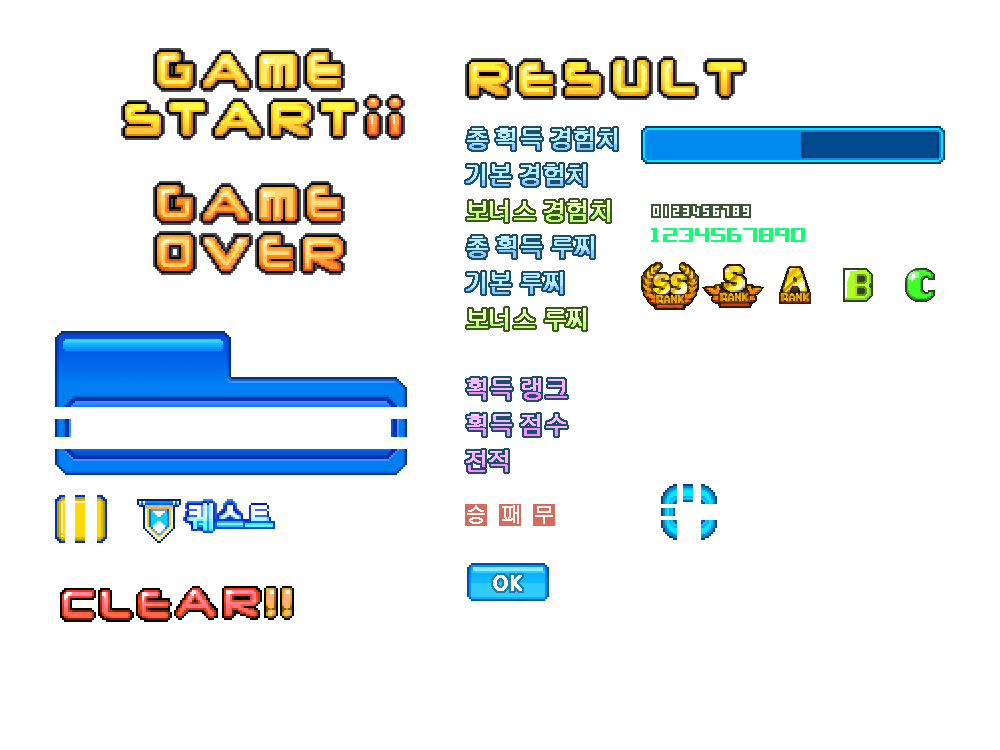 GAME
START¡¡
GAME
OVER
퀘스트
CLEAR!!
RESULT
총 획득 경험치
기본 경험치
보너스 경험치
총 획득 루찌
기본 루찌
보너스 루찌
0123456789
1234567890
SS RANK S RANK A RANK B C
획득 랭크
획득 점수
전적
승 패 무
OK